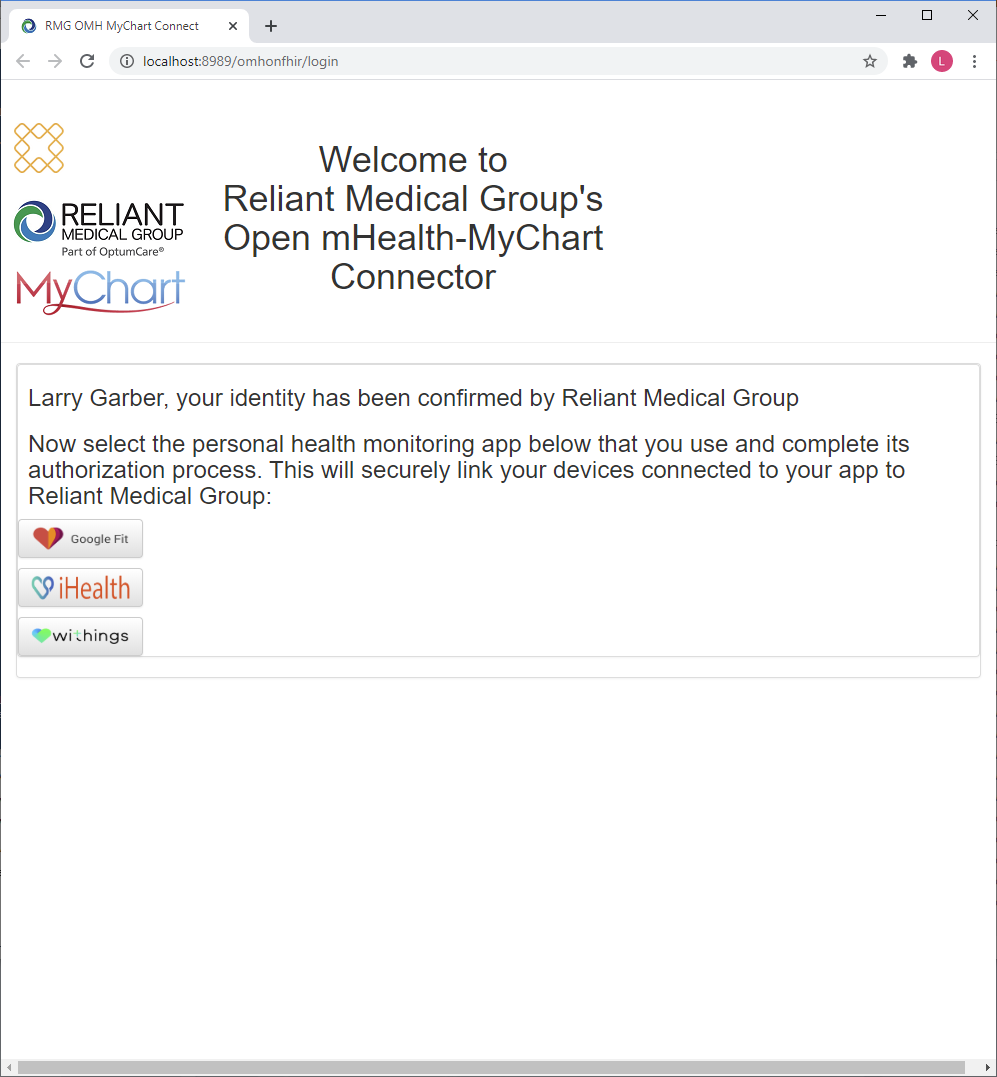 RMG OMH MyChart Connect
localhost:8989/omhonfhir/login
L
Welcome to
Reliant Medical Group's
Open mHealth-MyChart
Connector
RELIANT
MEDICAL GROUP
Part of OptumCare®
MyChart
Larry Garber, your identity has been confirmed by Reliant Medical Group
Now select the personal health monitoring app below that you use and complete its
authorization process. This will securely link your devices connected to your app to
Reliant Medical Group:
Google Fit
iHealth
withings